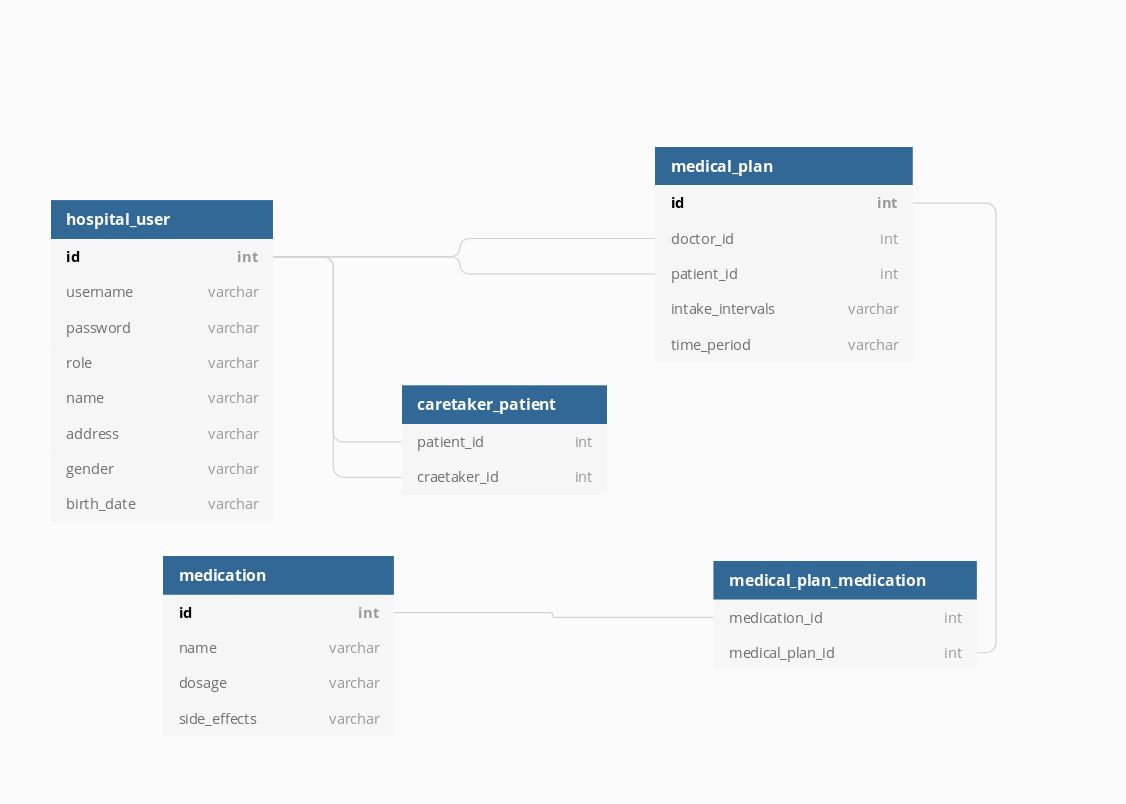 medical_plan
id int
doctor_id int
patient_id int
intake_intervals varchar
time_period varchar
hospital_user
id int
username varchar
password varchar
role varchar
name varchar
address varchar
gender varchar
birth_date varchar
caretaker_patient
patient_id int
craetaker_id int
medication
id int
name varchar
dosage varchar
side_effects varchar
medical_plan_medication
medication_id int
medical_plan_id int